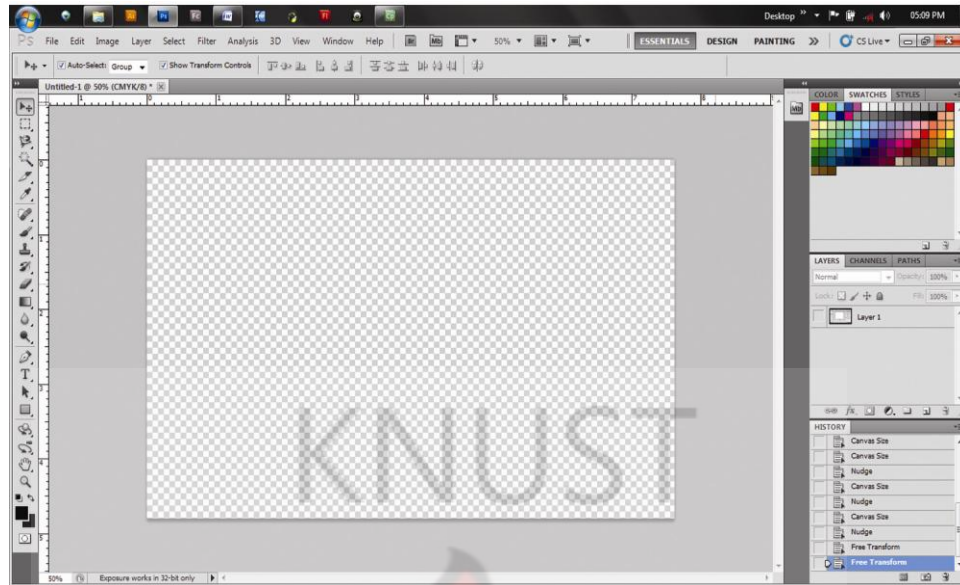 Desktop » 05:09 PM
PS File Edit Image Layer Select Filter Analysis 3D View Window Help Br Mb 50% ESSENTIALS DESIGN PAINTING » CS Live
Auto-Select: Group Show Transform Controls
Untitled-1 @ 50% (CMYK/8) *
COLOR SWATCHES STYLES
LAYERS CHANNELS PATHS
Normal Opacity: 100%
Lock: Fill: 100%
Layer 1
KNUST
HISTORY
Canvas Size
Canvas Size
Nudge
Canvas Size
Nudge
Canvas Size
Nudge
Free Transform
Free Transform
50% Exposure works in 32-bit only